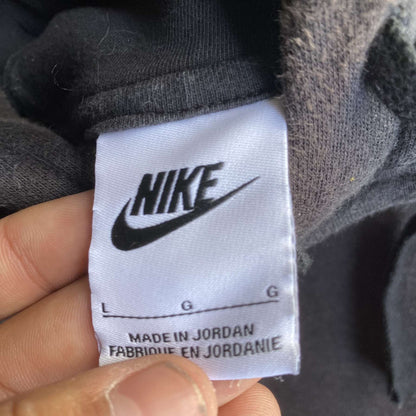 NIKE
L G G
MADE IN JORDAN
FABRIQUE EN JORDANIE